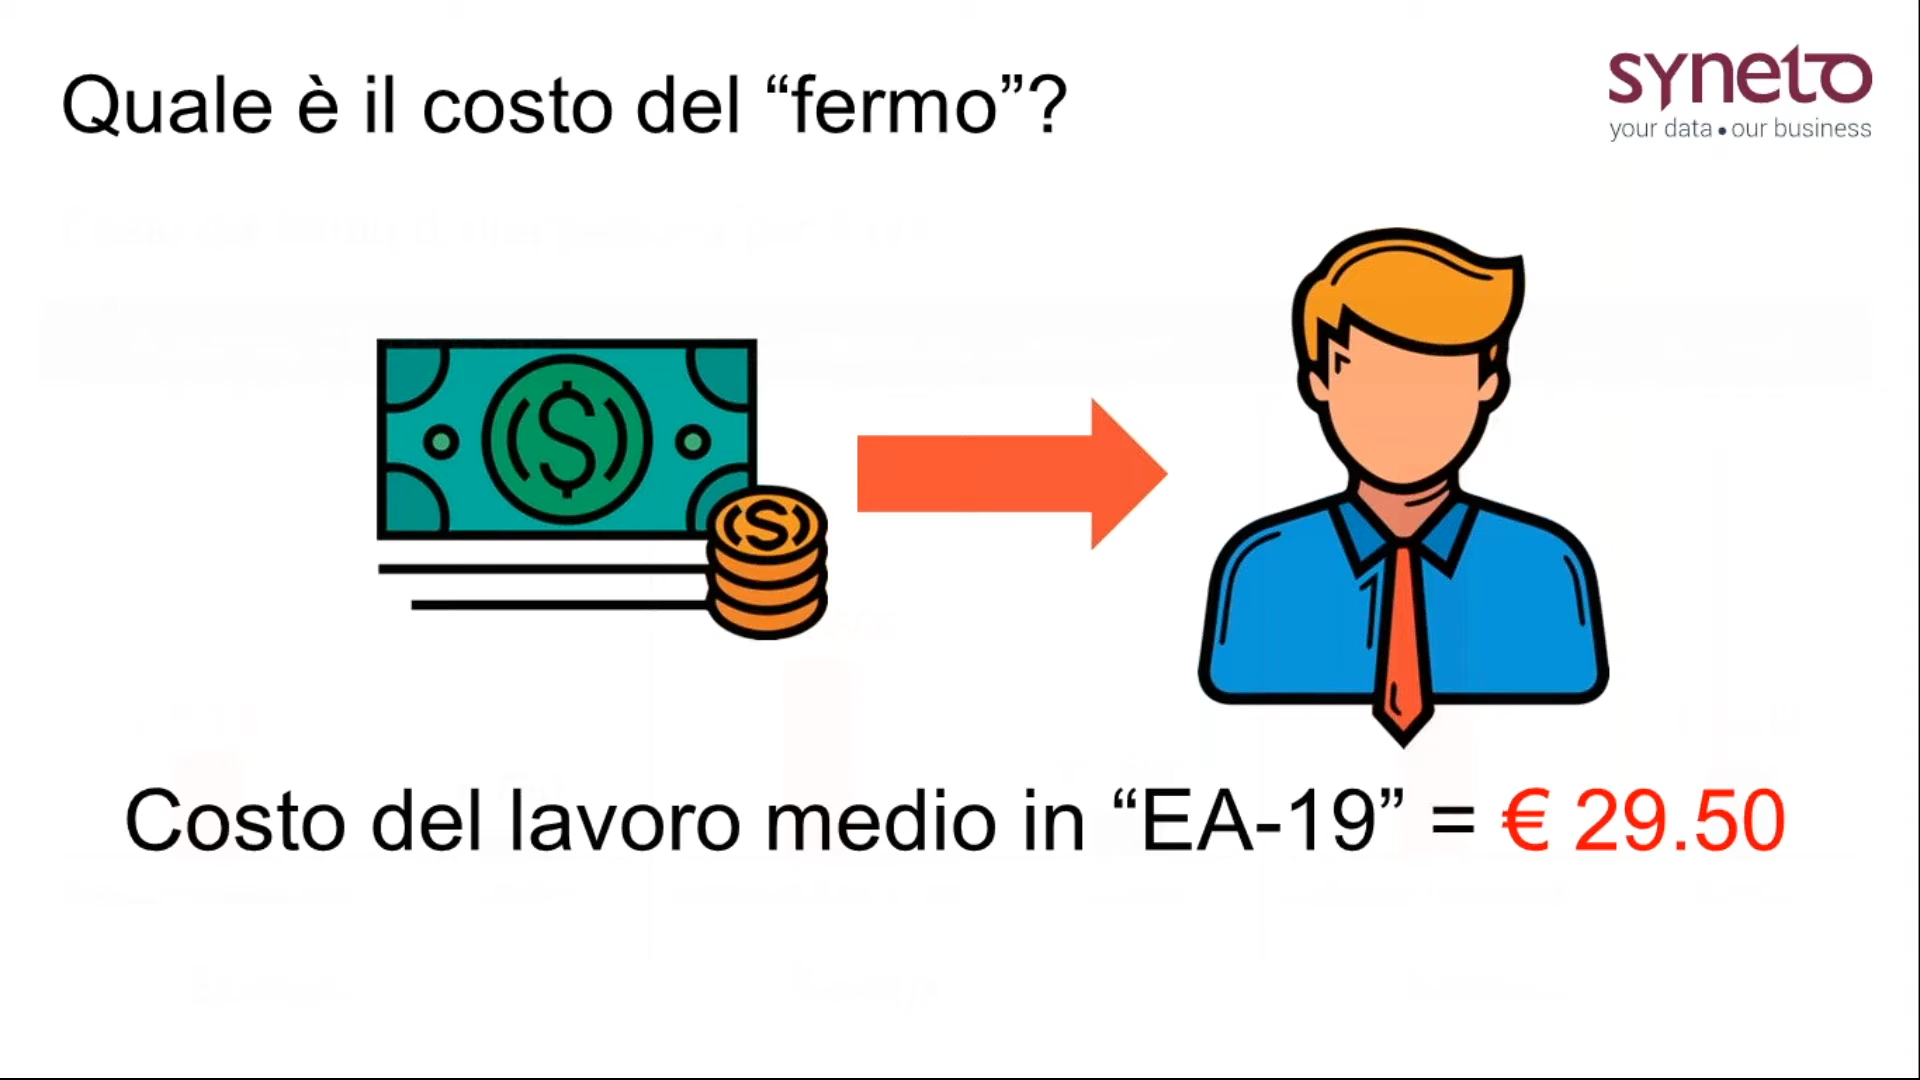 Quale è il costo del “fermo”?
syneto
your data • our business
Costo del lavoro medio in “EA-19” = € 29.50